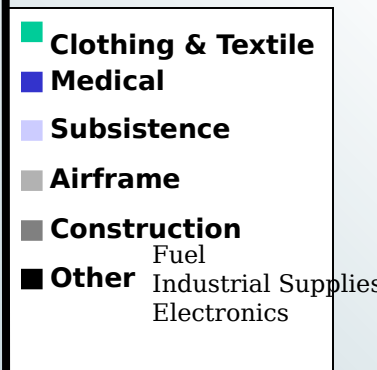 Clothing & Textile
Medical
Subsistence
Airframe
Construction
Fuel
Other
Industrial Supplies
Electronics